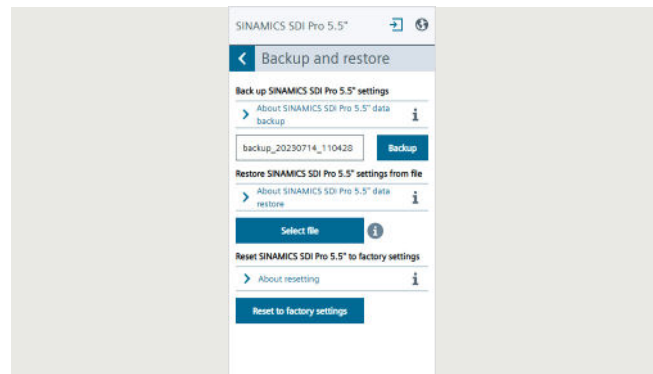 SINAMICS SDI Pro 5.5"
Backup and restore
Back up SINAMICS SDI Pro 5.5" settings
About SINAMICS SDI Pro 5.5" data
backup
backup_20230714_110428
Backup
Restore SINAMICS SDI Pro 5.5" settings from file
About SINAMICS SDI Pro 5.5" data
restore
Select file
Reset SINAMICS SDI Pro 5.5" to factory settings
About resetting
Reset to factory settings